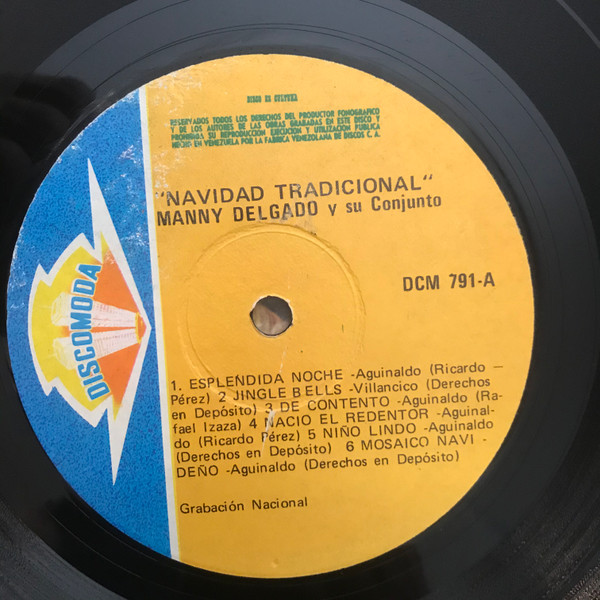 DISCO ES CULTURA
RESERVADOS TODOS LOS DERECHOS DEL PRODUCTOR FONOGRAFICO
Y DE LOS AUTORES DE LAS OBRAS GRABADAS EN ESTE DISCO Y
PROHIBIDA SU REPRODUCCION EJECUCION Y UTILIZACION PUBLICA
HECHO EN VENEZUELA POR LA FABRICA VENEZOLANA DE DISCOS C. A.
"NAVIDAD TRADICIONAL"
MANNY DELGADO y su Conjunto
DCM 791-A
DISCOMODA
1. ESPLENDIDA NOCHE -Aguinaldo (Ricardo —
Pérez) 2 JINGLE BELLS -Villancico (Derechos
en Depósito) 3 DE CONTENTO -Aguinaldo (Ra-
fael Izaza) 4 NACIO EL REDENTOR -Aguinal-
do (Ricardo Pérez) 5 NIÑO LINDO -Aguinaldo
(Derechos en Depósito) 6 MOSAICO NAVI -
DEÑO -Aguinaldo (Derechos en Depósito)
Grabación Nacional